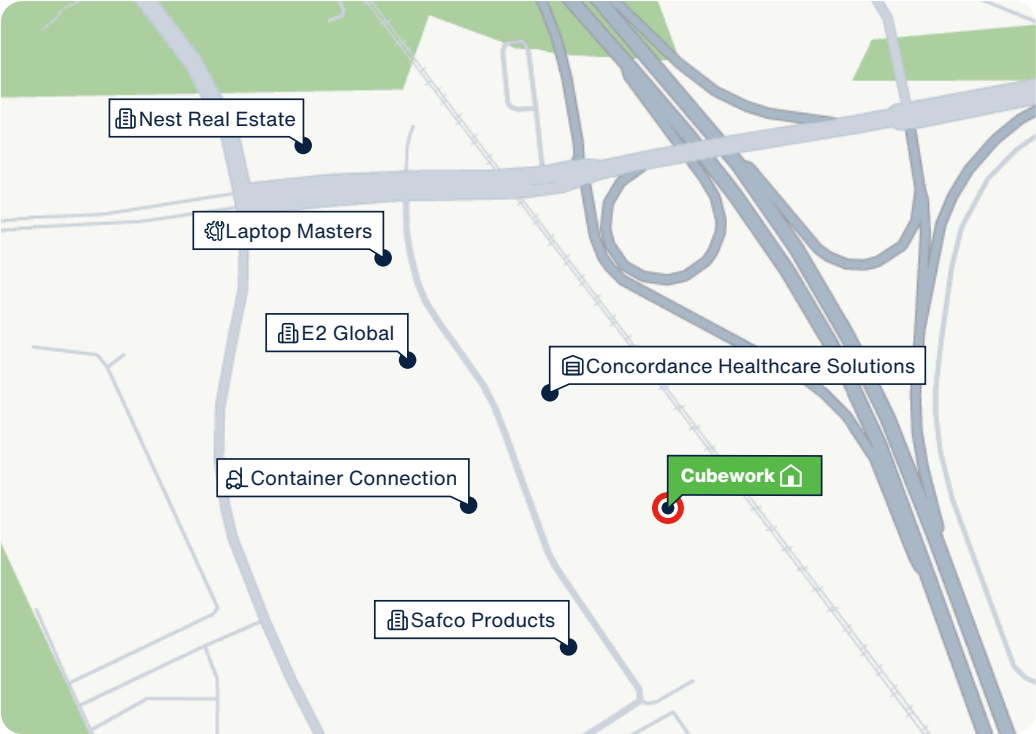 Nest Real Estate
Laptop Masters
E2 Global
Concordance Healthcare Solutions
Container Connection
Cubework
Safco Products